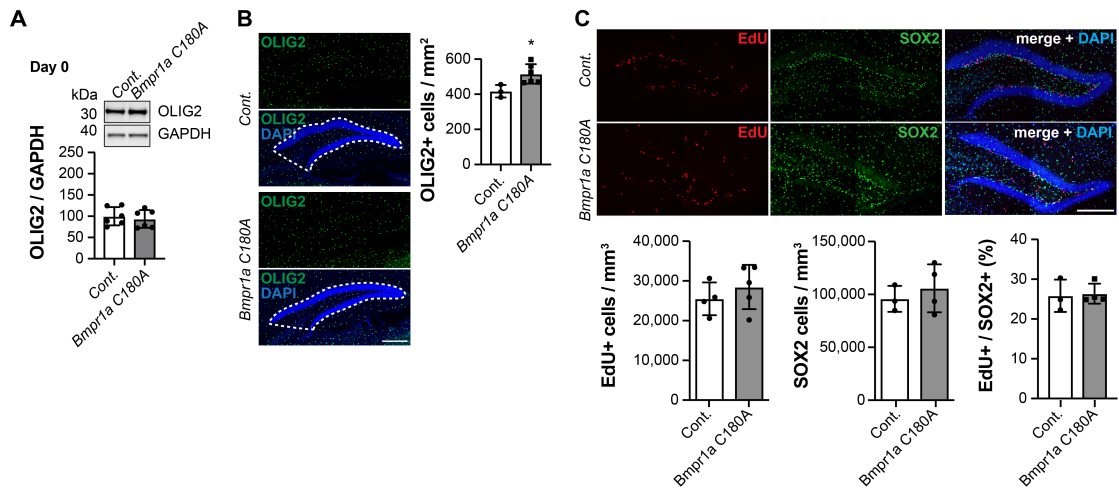 A
Day 0
Cont.
Bmpr1a C180A
kDa
30
OLIG2
40
GAPDH
OLIG2 / GAPDH
250
200
150
100
50
0
Cont.
Bmpr1a C180A
B
Cont.
OLIG2
OLIG2
DAPI
Bmpr1a C180A
OLIG2
OLIG2
DAPI
OLIG2+ cells / mm²
600
400
200
0
*
Cont.
Bmpr1a C180A
C
Cont.
EdU
SOX2
merge + DAPI
Bmpr1a C180A
EdU
SOX2
merge + DAPI
EdU+ cells / mm³
40,000
30,000
20,000
10,000
0
Cont.
Bmpr1a C180A
SOX2 cells / mm³
150,000
100,000
50,000
0
Cont.
Bmpr1a C180A
EdU+ / SOX2+ (%)
40
30
20
10
0
Cont.
Bmpr1a C180A